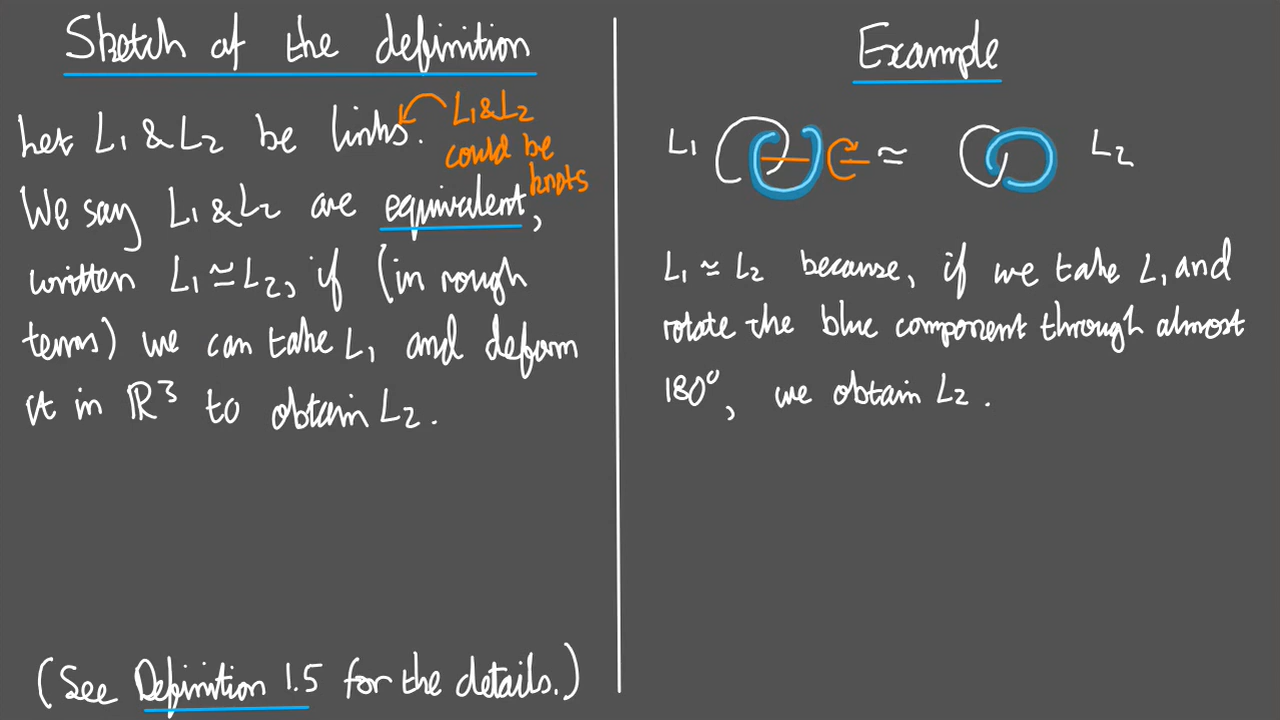 Sketch of the definition
Let L1 & L2 be links.
L1 & L2
could be
knots
We say L1 & L2 are equivalent,
written L1 ≃ L2, if (in rough
terms) we can take L1 and deform
it in ℝ³ to obtain L2.
(See Definition 1.5 for the details.)
Example
L1 ≃ L2
L1 ≃ L2 because, if we take L1 and
rotate the blue component through almost
180°, we obtain L2.